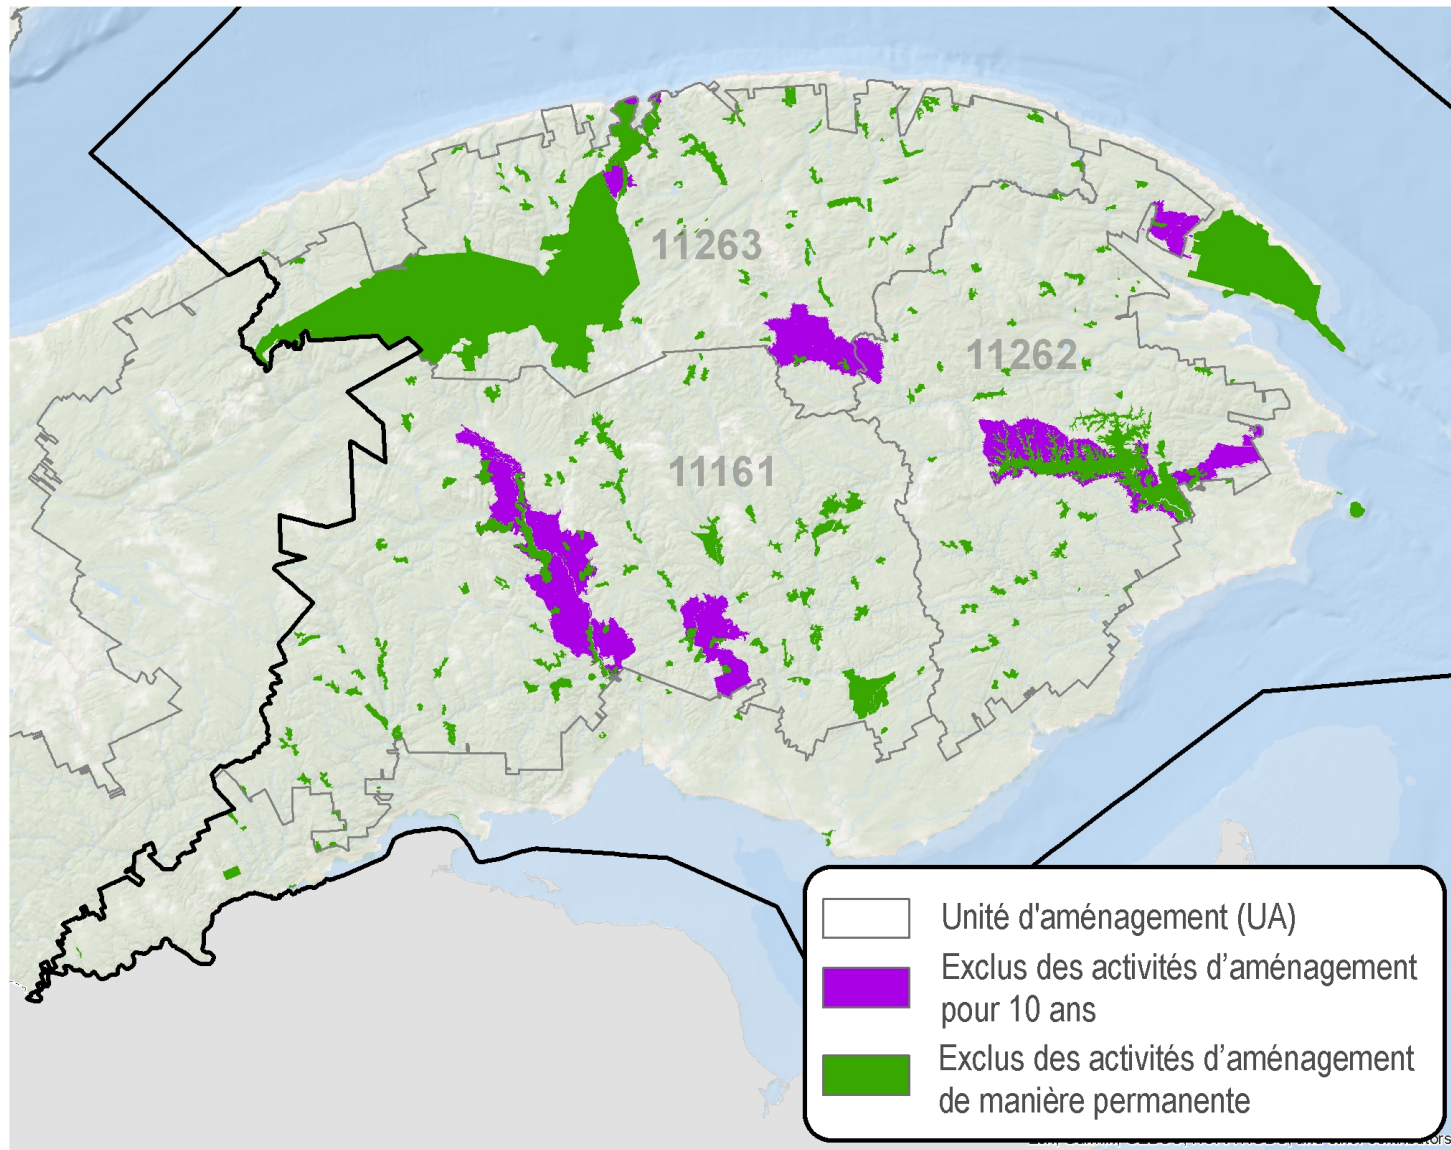 11263
11262
11161
Unité d'aménagement (UA)
Exclus des activités d’aménagement
pour 10 ans
Exclus des activités d’aménagement
de manière permanente